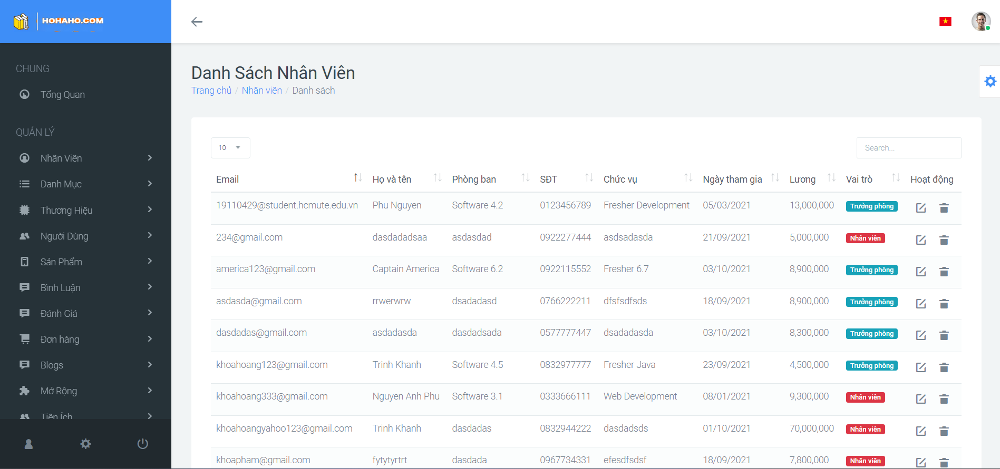 HOHAHO.COM
CHUNG
Tổng Quan
QUẢN LÝ
Nhân Viên
Danh Mục
Thương Hiệu
Người Dùng
Sản Phẩm
Bình Luận
Đánh Giá
Đơn hàng
Blogs
Mở Rộng
Tiện Ích
Danh Sách Nhân Viên
Trang chủ / Nhân viên / Danh sách
10
Search...
Email Họ và tên Phòng ban SĐT Chức vụ Ngày tham gia Lương Vai trò Hoạt động
19110429@student.hcmute.edu.vn Phu Nguyen Software 4.2 0123456789 Fresher Development 05/03/2021 13,000,000 Trưởng phòng
234@gmail.com dasdadadsaa asdasdad 0922277444 asdsadasda 21/09/2021 5,000,000 Nhân viên
america123@gmail.com Captain America Software 6.2 0922115552 Fresher 6.7 03/10/2021 8,900,000 Trưởng phòng
asdasda@gmail.com rrwerwrw dsadadasd 0766222211 dfsfsdfsds 18/09/2021 8,900,000 Trưởng phòng
dasdadas@gmail.com asdadasda dasdadsada 0577777447 dsadadasda 03/10/2021 8,300,000 Trưởng phòng
khoahoang123@gmail.com Trinh Khanh Software 4.5 0832977777 Fresher Java 23/09/2021 4,500,000 Trưởng phòng
khoahoang333@gmail.com Nguyen Anh Phu Software 3.1 0333666111 Web Development 08/01/2021 9,300,000 Nhân viên
khoahoangyahoo123@gmail.com Trinh Khanh dasdadas 0832944222 dasdadsds 01/10/2021 70,000,000 Nhân viên
khoapham@gmail.com fytytyrtrt dasdada 0967734331 efesdfsdsf 18/09/2021 7,800,000 Nhân viên